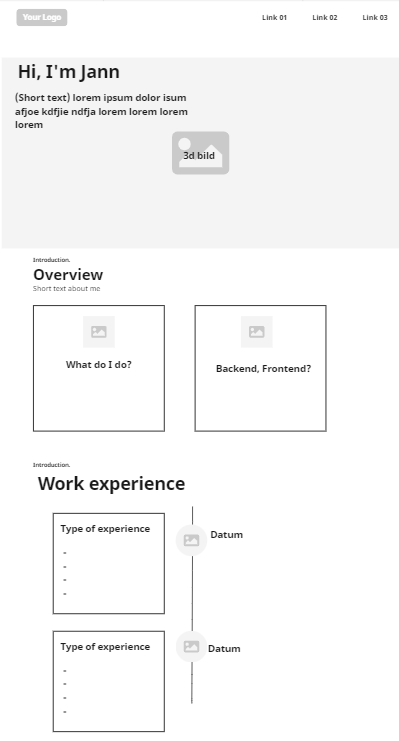 Your Logo
Link 01
Link 02
Link 03
Hi, I'm Jann
(Short text) lorem ipsum dolor isum
afjoe kdfjie ndfja lorem lorem lorem
lorem
3d bild
Introduction.
Overview
Short text about me
What do I do?
Backend, Frontend?
Introduction.
Work experience
Type of experience
-
-
-
-
Datum
Type of experience
-
-
-
-
Datum